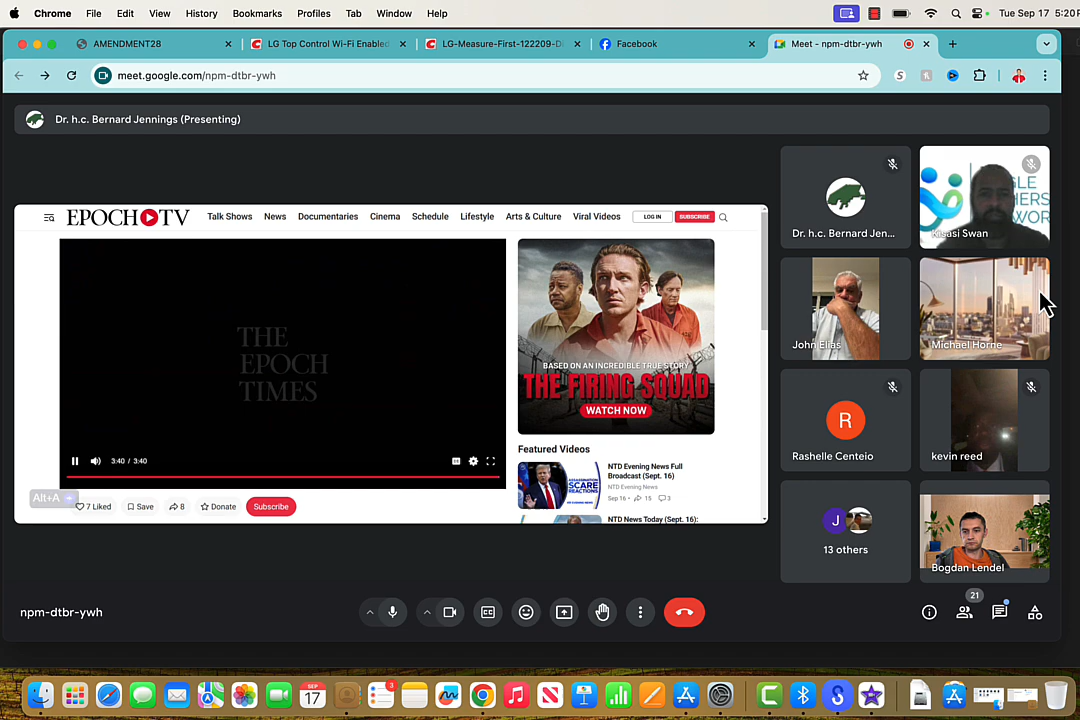 Chrome File Edit View History Bookmarks Profiles Tab Window Help
Tue Sep 17 5:20
AMENDMENT28
LG Top Control Wi-Fi Enabled
LG-Measure-First-122209-Di
Facebook
Meet - npm-dtbr-ywh
meet.google.com/npm-dtbr-ywh
Dr. h.c. Bernard Jennings (Presenting)
EPOCH TV
Talk Shows News Documentaries Cinema Schedule Lifestyle Arts & Culture Viral Videos LOG IN SUBSCRIBE
THE
EPOCH
TIMES
3:40 / 3:40
Alt+A
7 Liked Save 8 Donate Subscribe
BASED ON AN INCREDIBLE TRUE STORY
THE FIRING SQUAD
WATCH NOW
Featured Videos
ASSASSINATION
SCARE
REACTIONS
NTD Evening News Full
Broadcast (Sept. 16)
NTD Evening News
Sep 16 • 15 3
NTD News Today (Sept. 16):
Dr. h.c. Bernard Jen...
John Elias
Michael Horne
R
Rashelle Centeio
kevin reed
J
13 others
Bogdan Lendel
npm-dtbr-ywh
21
SEP
17
3